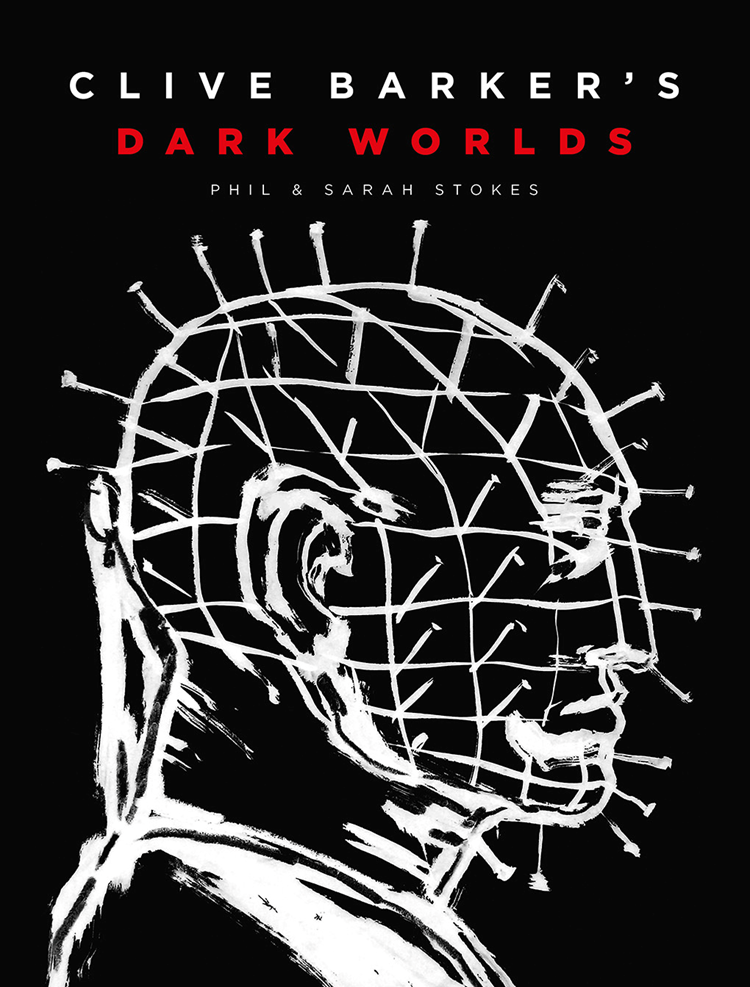 CLIVE BARKER’S
DARK WORLDS
PHIL & SARAH STOKES